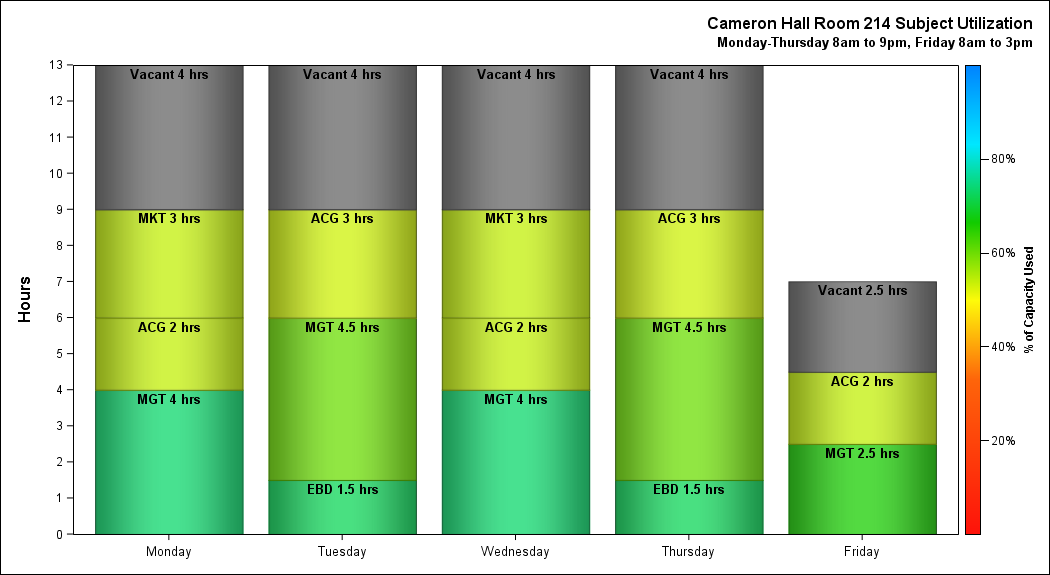 Cameron Hall Room 214 Subject Utilization
Monday-Thursday 8am to 9pm, Friday 8am to 3pm
Hours
13
12
11
10
9
8
7
6
5
4
3
2
1
0
Vacant 4 hrs
MKT 3 hrs
ACG 2 hrs
MGT 4 hrs
Vacant 4 hrs
ACG 3 hrs
MGT 4.5 hrs
EBD 1.5 hrs
Vacant 4 hrs
MKT 3 hrs
ACG 2 hrs
MGT 4 hrs
Vacant 4 hrs
ACG 3 hrs
MGT 4.5 hrs
EBD 1.5 hrs
Vacant 2.5 hrs
ACG 2 hrs
MGT 2.5 hrs
Monday
Tuesday
Wednesday
Thursday
Friday
80%
60%
40%
20%
% of Capacity Used